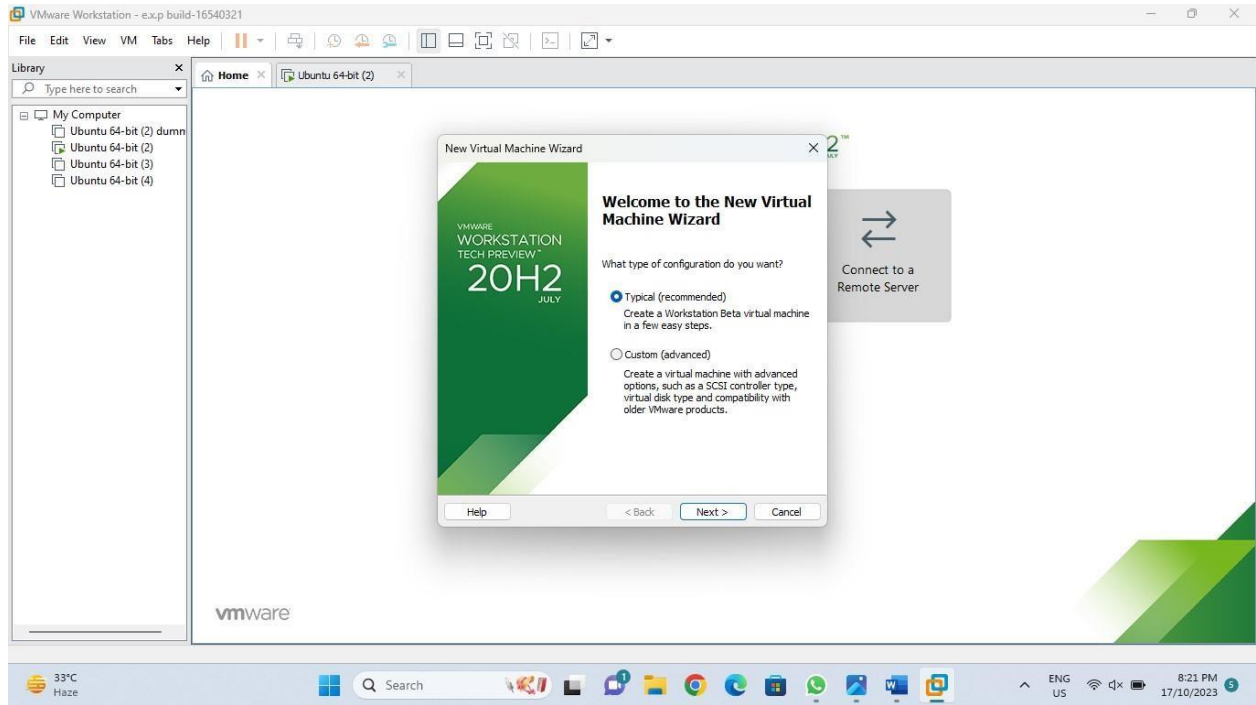 VMware Workstation - e.x.p build-16540321
File Edit View VM Tabs Help
Library
Type here to search
Home
Ubuntu 64-bit (2)
My Computer
Ubuntu 64-bit (2) dumm
Ubuntu 64-bit (2)
Ubuntu 64-bit (3)
Ubuntu 64-bit (4)
New Virtual Machine Wizard
2™
VMWARE
WORKSTATION
TECH PREVIEW™
20H2
JULY
Welcome to the New Virtual
Machine Wizard
What type of configuration do you want?
Typical (recommended)
Create a Workstation Beta virtual machine
in a few easy steps.
Custom (advanced)
Create a virtual machine with advanced
options, such as a SCSI controller type,
virtual disk type and compatibility with
older VMware products.
Help
< Back
Next >
Cancel
Connect to a
Remote Server
vmware
33°C
Haze
Search
1
ENG
US
8:21 PM
17/10/2023
5